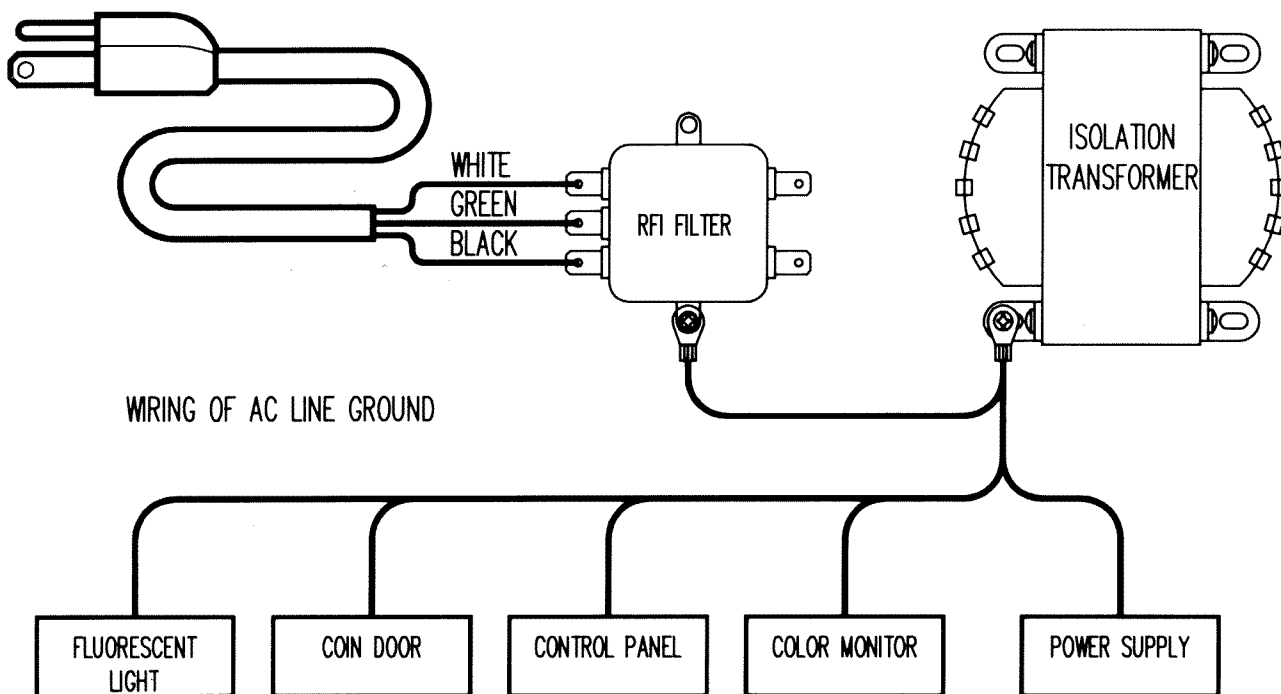 ISOLATION
TRANSFORMER
WHITE
GREEN
BLACK
RFI FILTER
WIRING OF AC LINE GROUND
FLUORESCENT
LIGHT
COIN DOOR
CONTROL PANEL
COLOR MONITOR
POWER SUPPLY